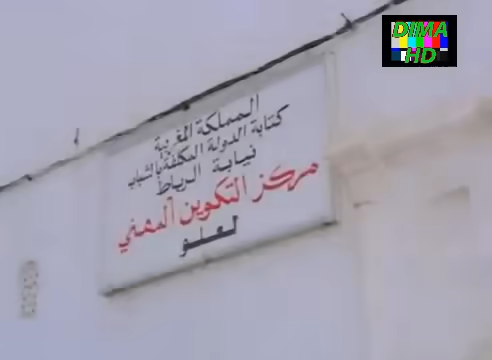 DIMA
HD
المملكة المغربية
كتابة الدولة المكلفة بالشباب
نيابة الرباط
مركز التكوين المهني
لعلو